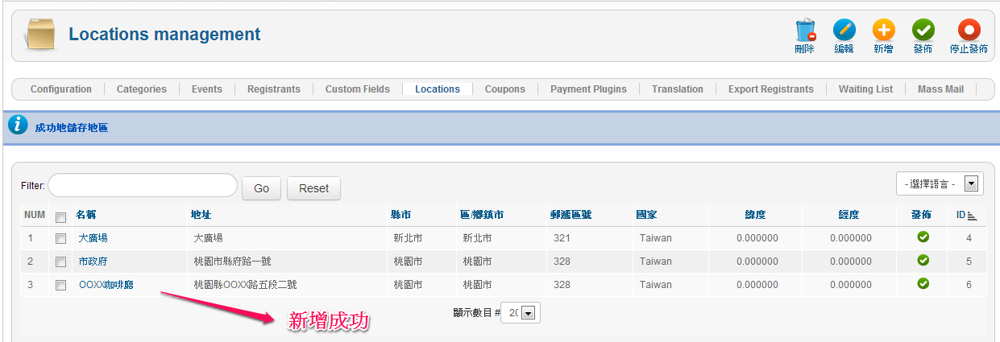 Locations management
刪除 編輯 新增 發佈 停止發佈
Configuration Categories Events Registrants Custom Fields Locations Coupons Payment Plugins Translation Export Registrants Waiting List Mass Mail
成功地儲存地區
Filter: Go Reset - 選擇語言 -
NUM 名稱 地址 縣市 區/鄉鎮市 郵遞區號 國家 緯度 經度 發佈 ID
1 大廣場 大廣場 新北市 新北市 321 Taiwan 0.000000 0.000000 4
2 市政府 桃園市縣府路一號 桃園市 桃園市 328 Taiwan 0.000000 0.000000 5
3 OOXX咖啡廳 桃園縣OOXX路五段二號 桃園市 桃園市 328 Taiwan 0.000000 0.000000 6
顯示數目 # 20
新增成功